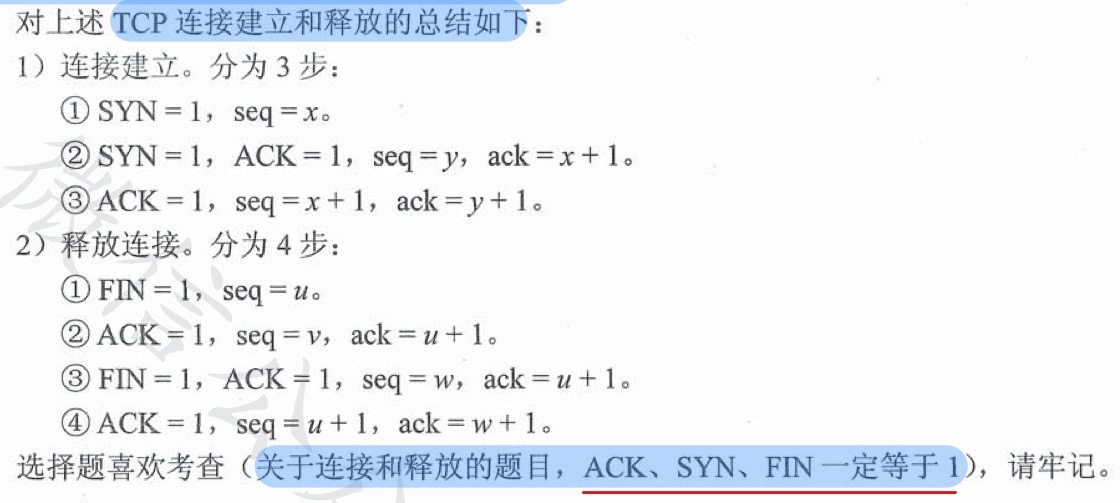 对上述 TCP 连接建立和释放的总结如下：
1）连接建立。分为 3 步：
① SYN = 1，seq = x。
② SYN = 1，ACK = 1，seq = y，ack = x + 1。
③ ACK = 1，seq = x + 1，ack = y + 1。
2）释放连接。分为 4 步：
① FIN = 1，seq = u。
② ACK = 1，seq = v，ack = u + 1。
③ FIN = 1，ACK = 1，seq = w，ack = u + 1。
④ ACK = 1，seq = u + 1，ack = w + 1。
选择题喜欢考查（关于连接和释放的题目，ACK、SYN、FIN 一定等于 1），请牢记。
微信公